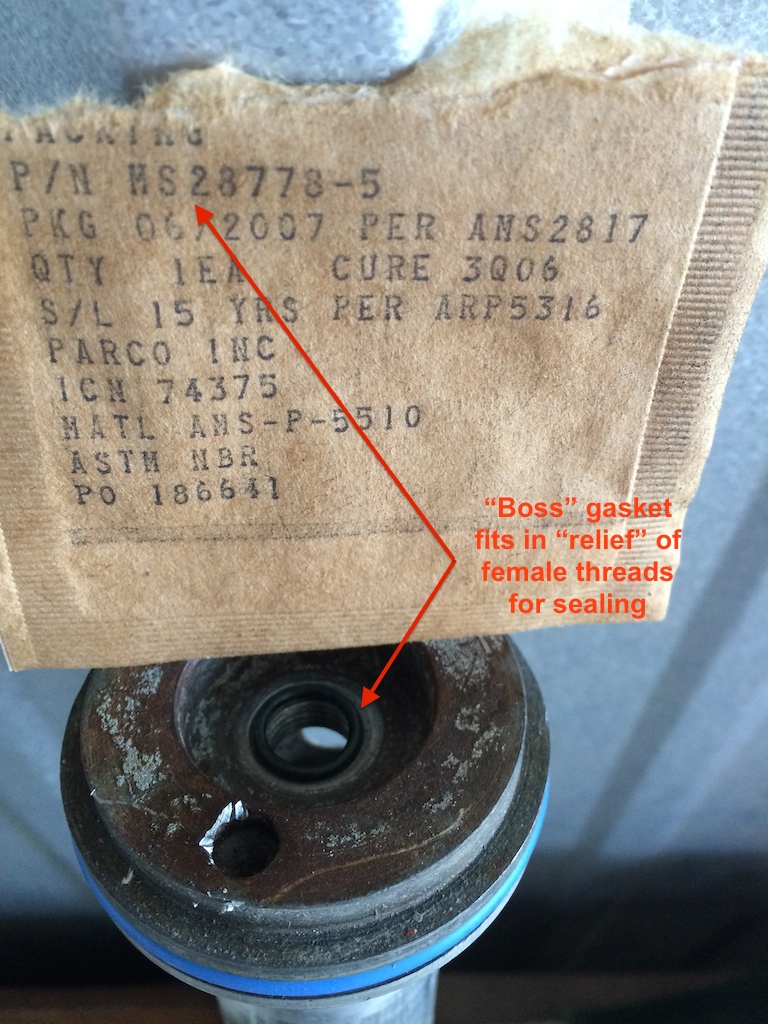 PACKING
P/N MS28778-5
PKG 06/2007 PER AMS2817
QTY 1EA CURE 3Q06
S/L 15 YRS PER ARP5316
PARCO INC
ICN 74375
MATL AMS-P-5510
ASTM NBR
PO 186641
“Boss” gasket
fits in “relief” of
female threads
for sealing